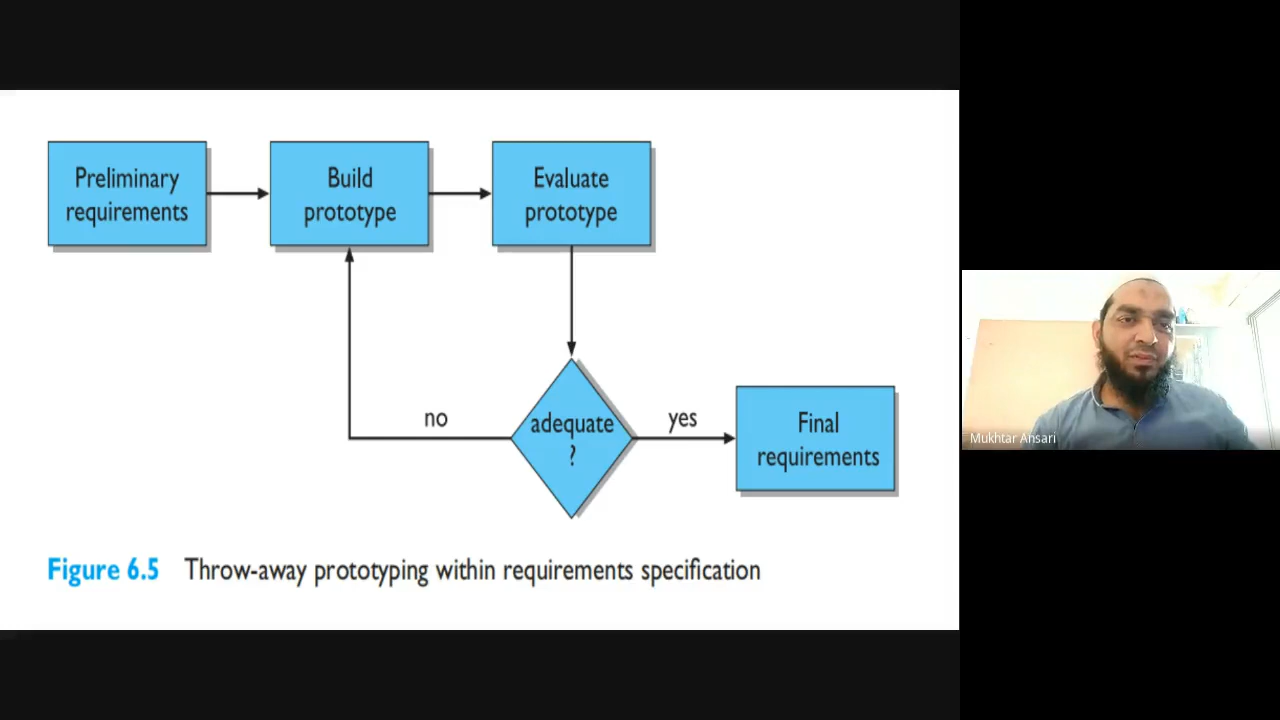 Preliminary
requirements
Build
prototype
Evaluate
prototype
no
adequate
?
yes
Final
requirements
Mukhtar Ansari
Figure 6.5 Throw-away prototyping within requirements specification